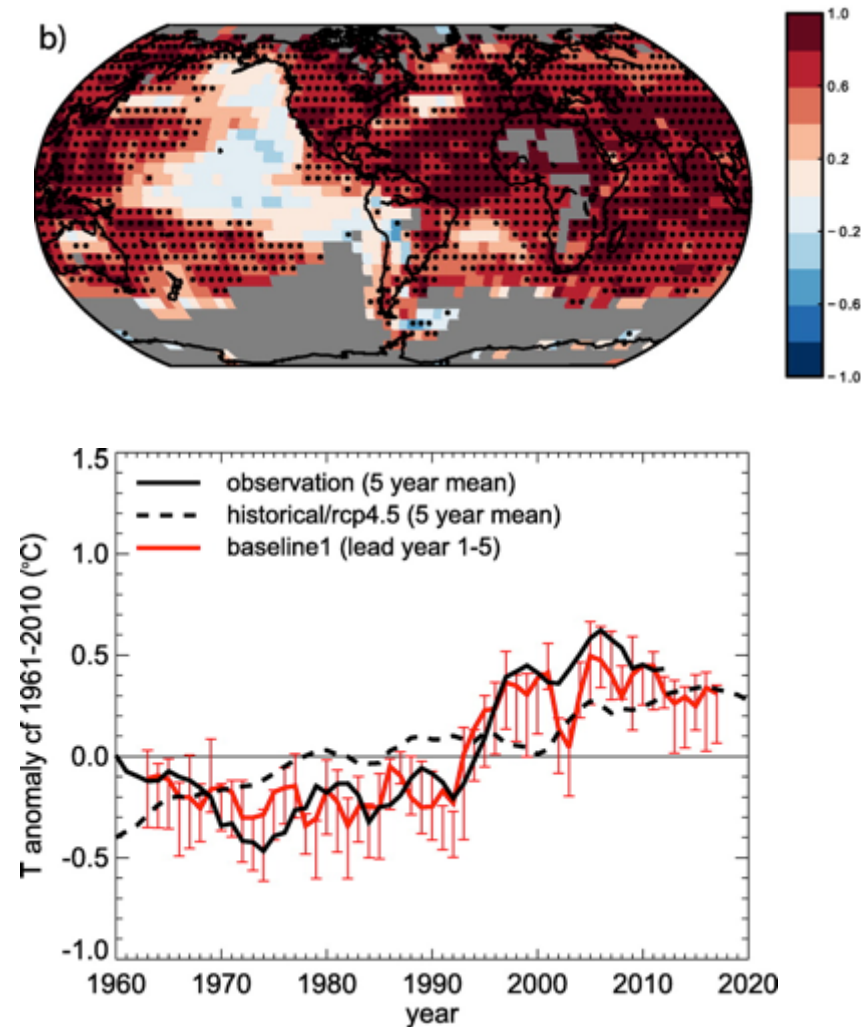 b)
1.0
0.6
0.2
−0.2
−0.6
−1.0
1.5
1.0
0.5
0.0
-0.5
-1.0
T anomaly cf 1961-2010 (°C)
observation (5 year mean)
historical/rcp4.5 (5 year mean)
baseline1 (lead year 1-5)
1960 1970 1980 1990 2000 2010 2020
year